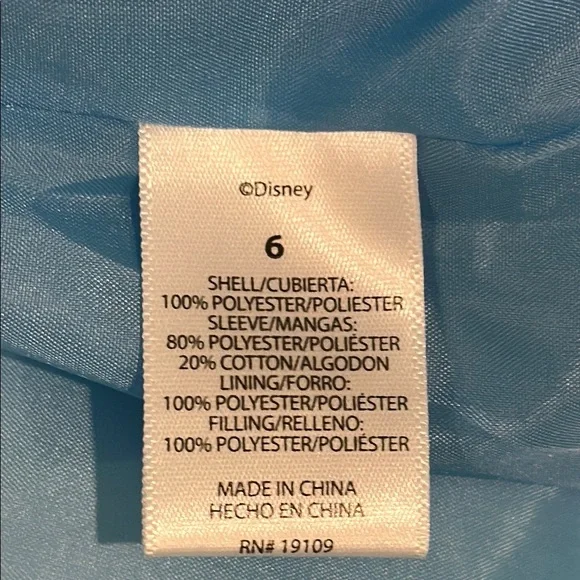 ©Disney
6
SHELL/CUBIERTA:
100% POLYESTER/POLIESTER
SLEEVE/MANGAS:
80% POLYESTER/POLIÉSTER
20% COTTON/ALGODON
LINING/FORRO:
100% POLYESTER/POLIÉSTER
FILLING/RELLENO:
100% POLYESTER/POLIÉSTER
MADE IN CHINA
HECHO EN CHINA
RN# 19109